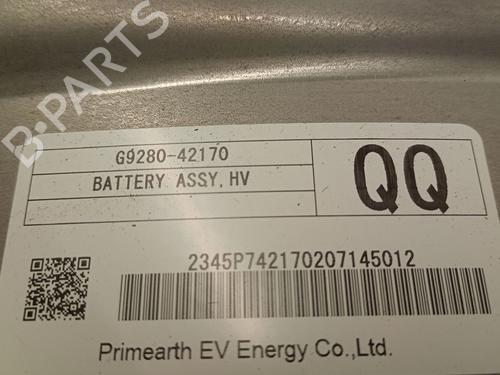 B-PARTS
G9280-42170
BATTERY ASSY, HV
QQ
2345P742170207145012
Primearth EV Energy Co.,Ltd.